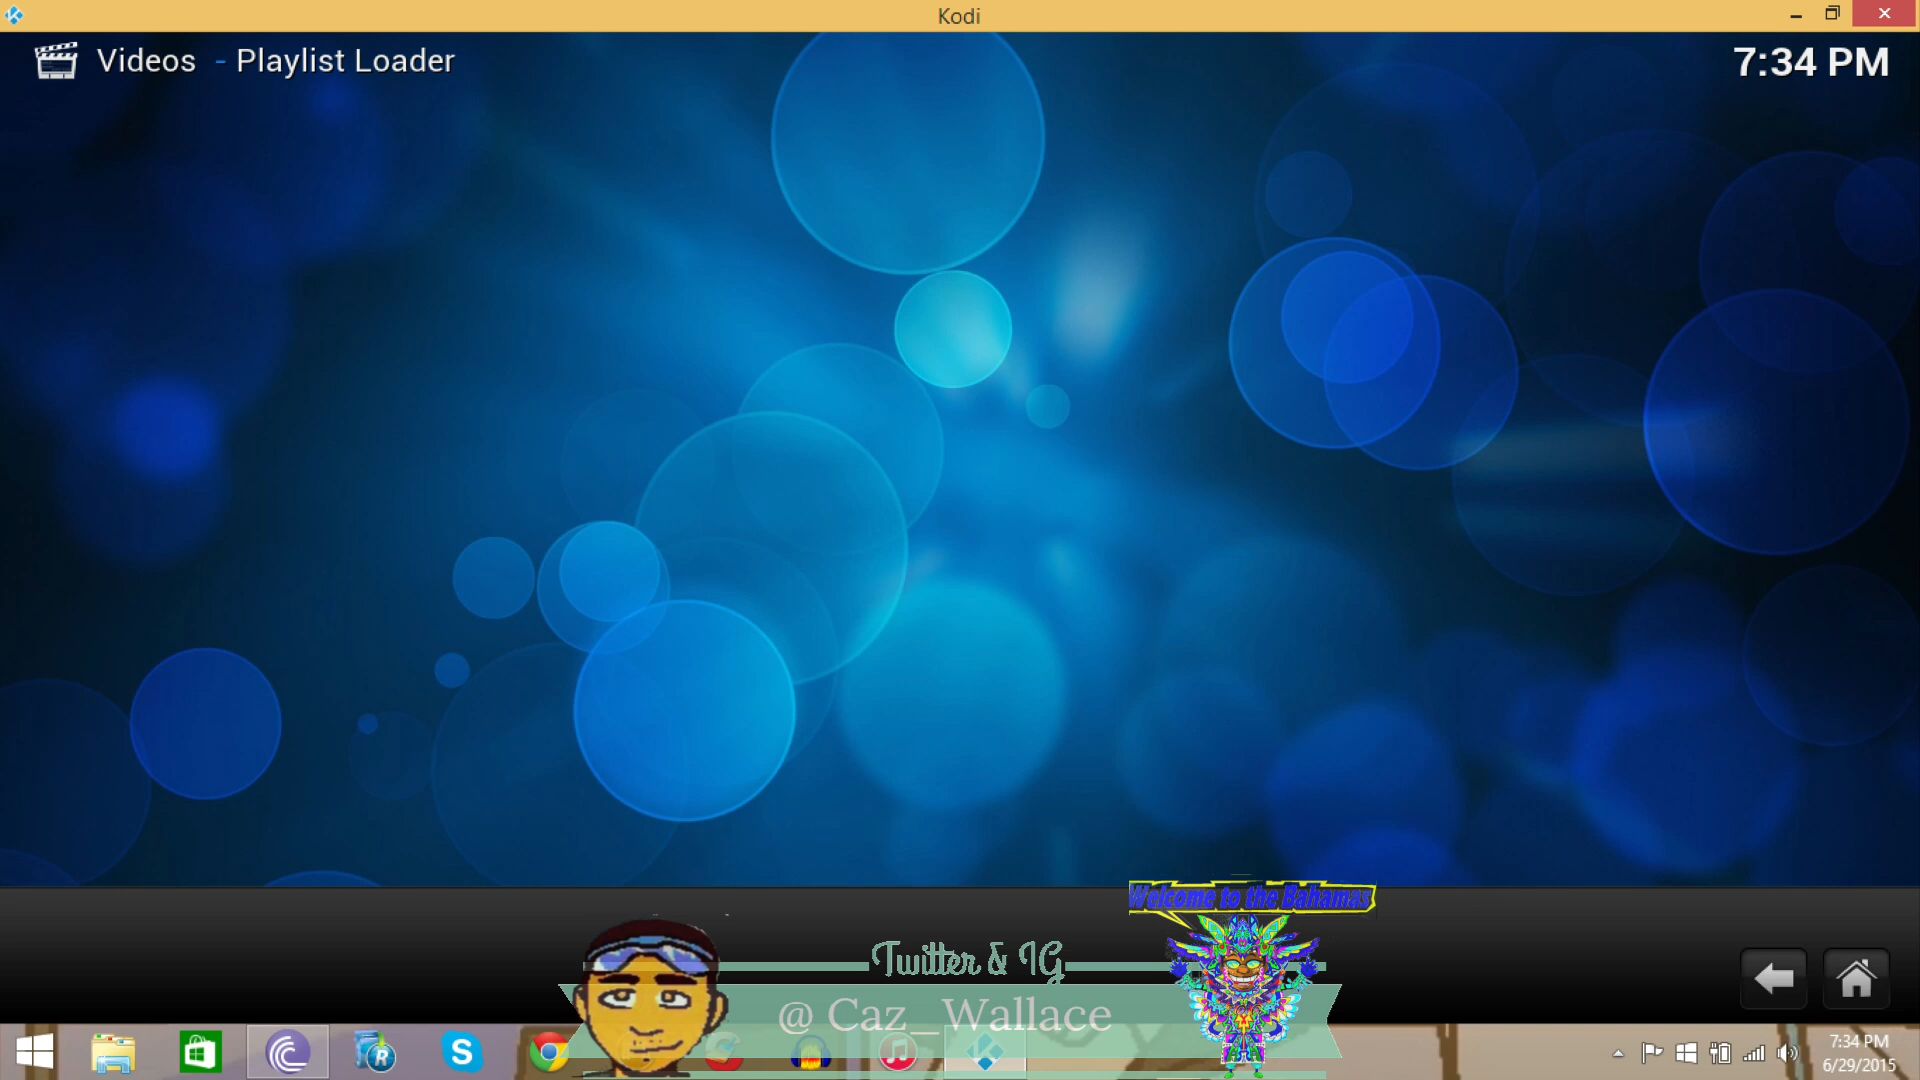 Kodi
Videos - Playlist Loader
7:34 PM
Welcome to the Bahamas
Twitter & IG
@ Caz_Wallace
7:34 PM
6/29/2015